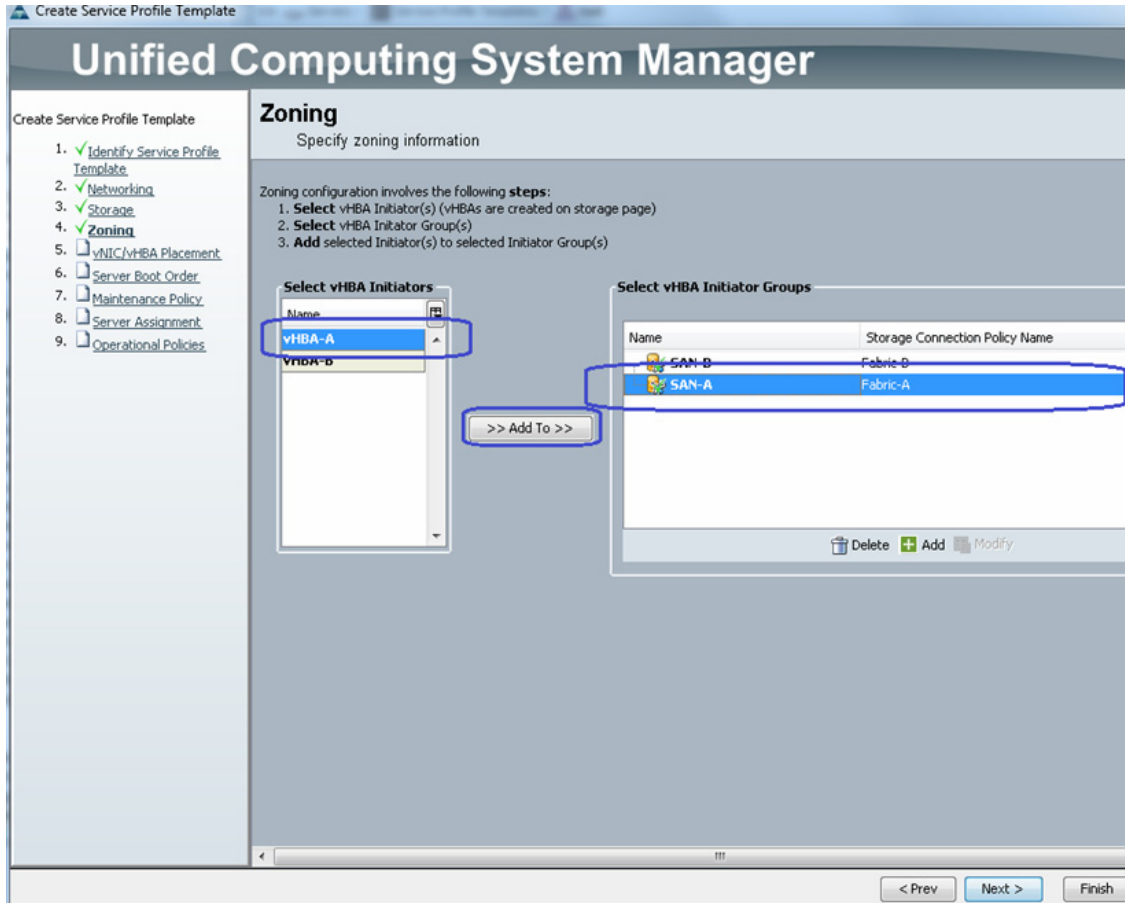 Create Service Profile Template
Unified Computing System Manager
Create Service Profile Template
1. Identify Service Profile
Template
2. Networking
3. Storage
4. Zoning
5. vNIC/vHBA Placement
6. Server Boot Order
7. Maintenance Policy
8. Server Assignment
9. Operational Policies
Zoning
Specify zoning information
Zoning configuration involves the following steps:
1. Select vHBA Initiator(s) (vHBAs are created on storage page)
2. Select vHBA Initator Group(s)
3. Add selected Initiator(s) to selected Initiator Group(s)
Select vHBA Initiators
Name
vHBA-A
vHBA-B
>> Add To >>
Select vHBA Initiator Groups
Name Storage Connection Policy Name
SAN-B Fabric-B
SAN-A Fabric-A
Delete Add Modify
< Prev Next > Finish